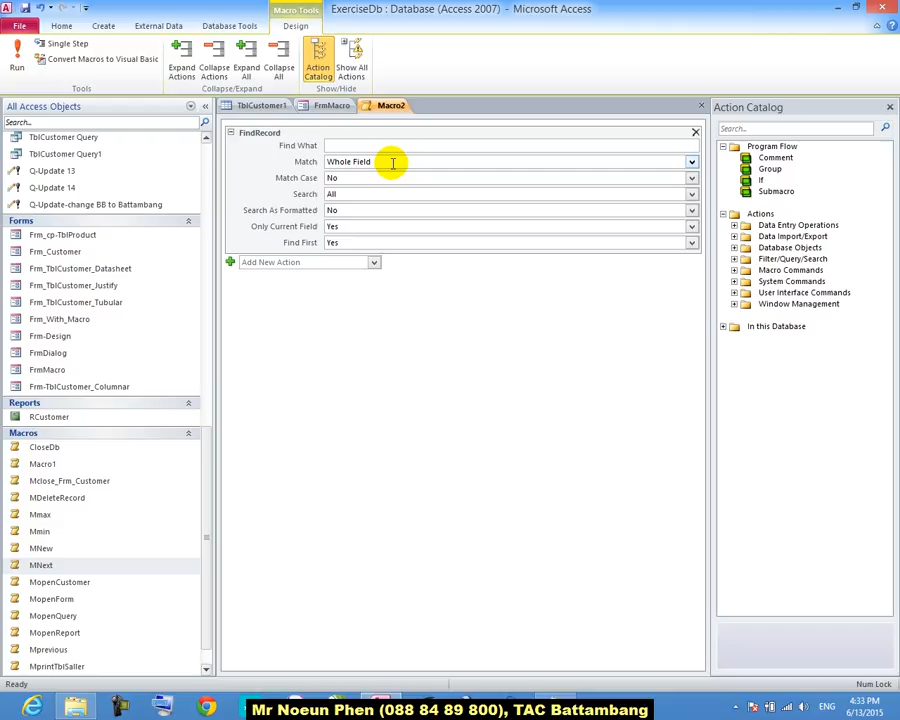 Macro Tools
ExerciseDb : Database (Access 2007) - Microsoft Access
File Home Create External Data Database Tools Design
Run
Single Step
Convert Macros to Visual Basic
Expand Actions
Collapse Actions
Expand All
Collapse All
Action Catalog
Show All Actions
Tools Collapse/Expand Show/Hide
All Access Objects
Search...
TblCustomer Query
TblCustomer Query1
Q-Update 13
Q-Update 14
Q-Update-change BB to Battambang
Forms
Frm_cp-TblProduct
Frm_Customer
Frm_TblCustomer_Datasheet
Frm_TblCustomer_Justify
Frm_TblCustomer_Tubular
Frm_With_Macro
Frm-Design
FrmDialog
FrmMacro
Frm-TblCustomer_Columnar
Reports
RCustomer
Macros
CloseDb
Macro1
Mclose_Frm_Customer
MDeleteRecord
Mmax
Mmin
MNew
MNext
MopenCustomer
MopenForm
MopenQuery
MopenReport
Mprevious
MprintTblSaller
TblCustomer1 FrmMacro Macro2
FindRecord
Find What
Match Whole Field
Match Case No
Search All
Search As Formatted No
Only Current Field Yes
Find First Yes
Add New Action
Action Catalog
Search...
Program Flow
Comment
Group
If
Submacro
Actions
Data Entry Operations
Data Import/Export
Database Objects
Filter/Query/Search
Macro Commands
System Commands
User Interface Commands
Window Management
In this Database
Ready
Num Lock
ENG
4:33 PM
6/13/2015
Mr Noeun Phen (088 84 89 800), TAC Battambang